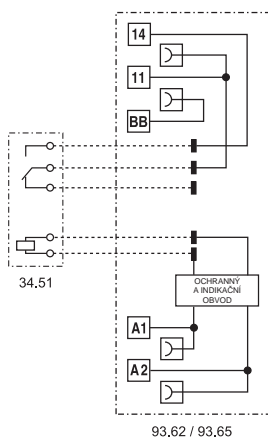 14
11
BB
34.51
OCHRANNÝ
A INDIKAČNÍ
OBVOD
A1
A2
93.62 / 93.65